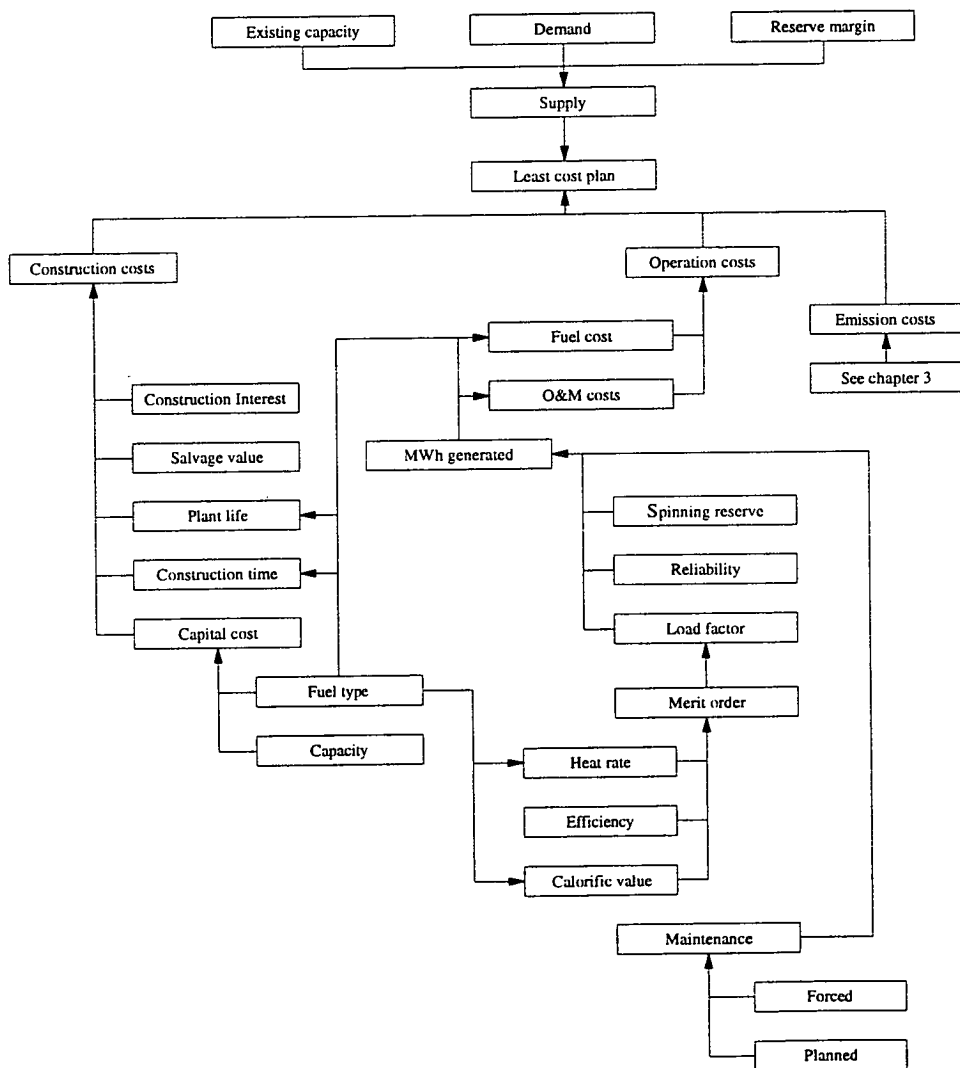 Existing capacity
Demand
Reserve margin
Supply
Least cost plan
Construction costs
Operation costs
Emission costs
See chapter 3
Fuel cost
O&M costs
MWh generated
Construction Interest
Salvage value
Plant life
Construction time
Capital cost
Fuel type
Capacity
Spinning reserve
Reliability
Load factor
Merit order
Heat rate
Efficiency
Calorific value
Maintenance
Forced
Planned